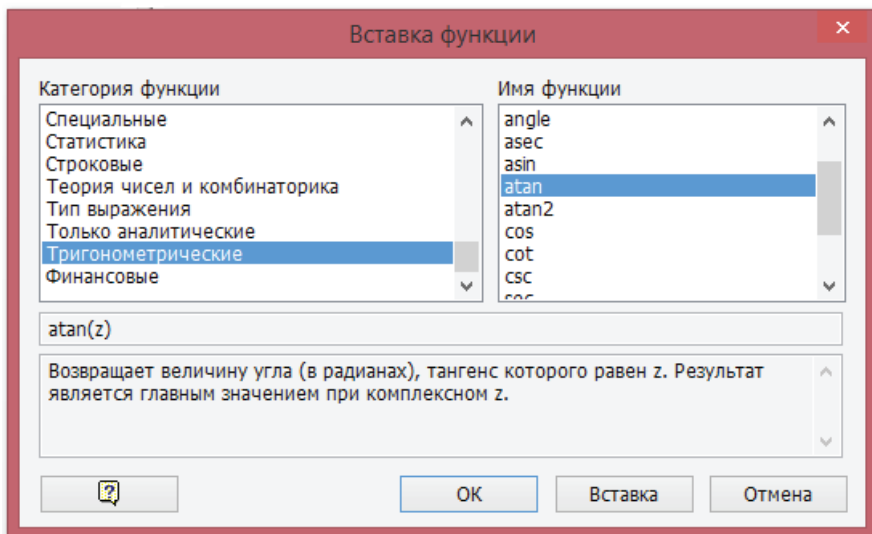 Вставка функции
Категория функции
Специальные
Статистика
Строковые
Теория чисел и комбинаторика
Тип выражения
Только аналитические
Тригонометрические
Финансовые
Имя функции
angle
asec
asin
atan
atan2
cos
cot
csc
atan(z)
Возвращает величину угла (в радианах), тангенс которого равен z. Результат
является главным значением при комплексном z.
OK
Вставка
Отмена